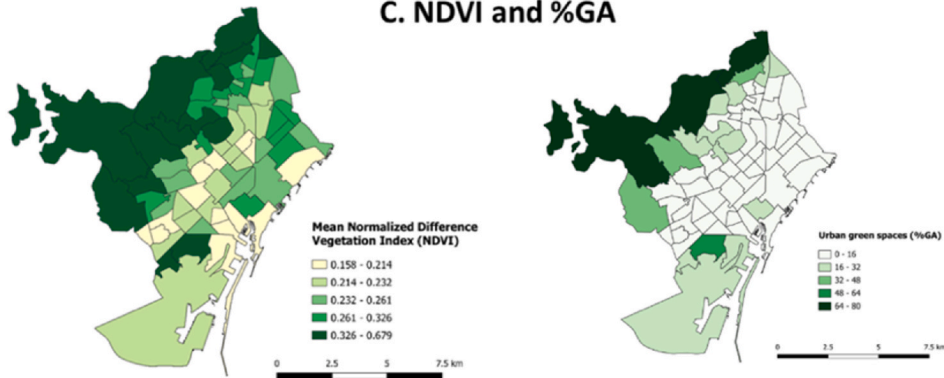 C. NDVI and %GA
Mean Normalized Difference
Vegetation Index (NDVI)
0.158 - 0.214
0.214 - 0.232
0.232 - 0.261
0.261 - 0.326
0.326 - 0.679
0 2.5 5 7.5 km
Urban green spaces (%GA)
0 - 16
16 - 32
32 - 48
48 - 64
64 - 80
0 2.5 5 7.5 km